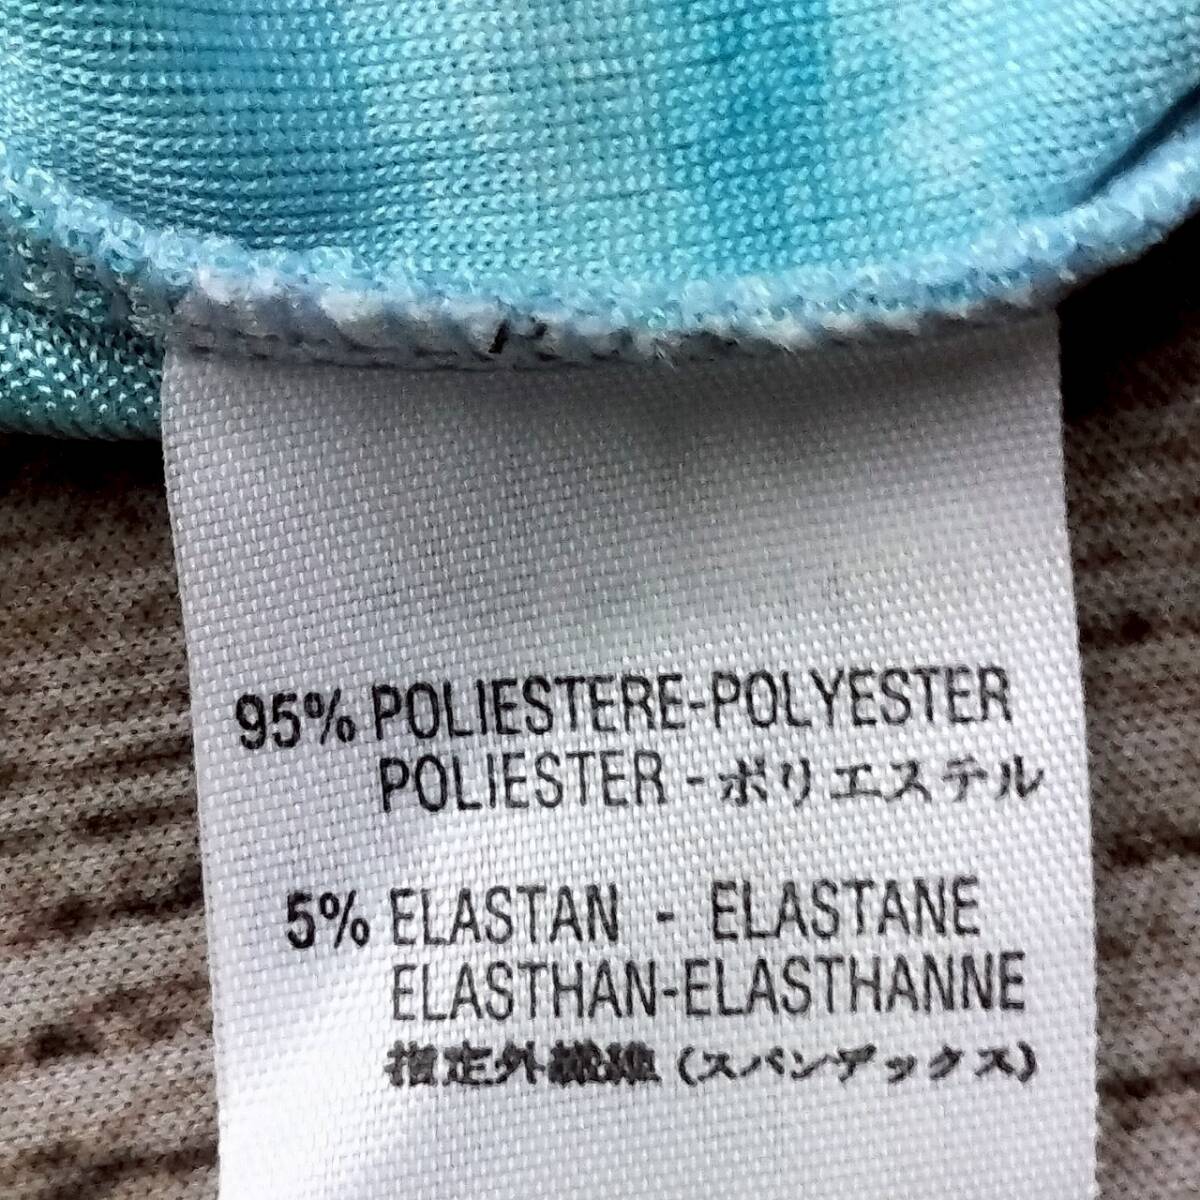 95% POLIESTERE-POLYESTER
POLIESTER - ポリエステル
5% ELASTAN - ELASTANE
ELASTHAN-ELASTHANNE
指定外繊維 (スパンデックス)